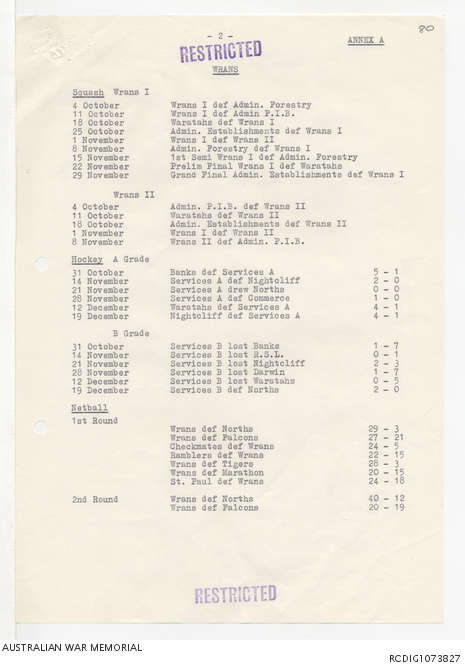 - 2 -
80
RESTRICTED
ANNEX A
WRANS
Squash Wrans I
4 October Wrans I def Admin. Forestry
11 October Wrans I def Admin P.I.B.
18 October Waratahs def Wrans I
25 October Admin. Establishments def Wrans I
1 November Wrans I def Wrans II
8 November Admin. Forestry def Wrans I
15 November 1st Semi Wrans I def Admin. Forestry
22 November Prelim Final Wrans I def Waratahs
29 November Grand Final Admin. Establishments def Wrans I
Wrans II
4 October Admin. P.I.B. def Wrans II
11 October Waratahs def Wrans II
18 October Admin. Establishments def Wrans II
1 November Wrans I def Wrans II
8 November Wrans II def Admin. P.I.B.
Hockey A Grade
31 October Banks def Services A 5 - 1
14 November Services A def Nightcliff 2 - 0
21 November Services A drew Norths 0 - 0
28 November Services A def Commerce 1 - 0
12 December Waratahs def Services A 4 - 1
19 December Nightcliff def Services A 4 - 1
B Grade
31 October Services B lost Banks 1 - 7
14 November Services B lost R.S.L. 0 - 1
21 November Services B lost Nightcliff 2 - 3
28 November Services B lost Darwin 1 - 7
12 December Services B lost Waratahs 0 - 5
19 December Services B def Norths 2 - 0
Netball
1st Round
Wrans def Norths 29 - 3
Wrans def Falcons 27 - 21
Checkmates def Wrans 24 - 5
Ramblers def Wrans 22 - 15
Wrans def Tigers 28 - 3
Wrans def Marathon 20 - 15
St. Paul def Wrans 24 - 18
2nd Round Wrans def Norths 40 - 12
Wrans def Falcons 20 - 19
RESTRICTED
AUSTRALIAN WAR MEMORIAL
RCDIG1073827